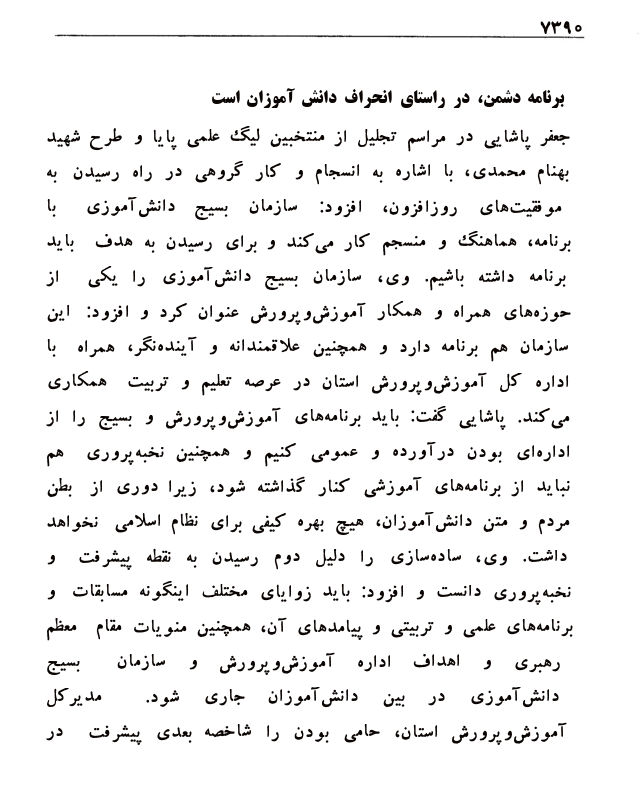 ۷۳۹۰
برنامه دشمن، در راستای انحراف دانش آموزان است
جعفر پاشایی در مراسم تجلیل از منتخبین لیگ علمی پایا و طرح شهید
بهنام محمدی، با اشاره به انسجام و کار گروهی در راه رسیدن به
موفقیت‌های روزافزون، افزود: سازمان بسیج دانش‌آموزی با
برنامه، هماهنگ و منسجم کار می‌کند و برای رسیدن به هدف باید
برنامه داشته باشیم. وی، سازمان بسیج دانش‌آموزی را یکی از
حوزه‌های همراه و همکار آموزش‌وپرورش عنوان کرد و افزود: این
سازمان هم برنامه دارد و همچنین علاقمندانه و آینده‌نگر، همراه با
اداره کل آموزش‌وپرورش استان در عرصه تعلیم و تربیت همکاری
می‌کند. پاشایی گفت: باید برنامه‌های آموزش‌وپرورش و بسیج را از
اداره‌ای بودن درآورده و عمومی کنیم و همچنین نخبه‌پروری هم
نباید از برنامه‌های آموزشی کنار گذاشته شود، زیرا دوری از بطن
مردم و متن دانش‌آموزان، هیچ بهره کیفی برای نظام اسلامی نخواهد
داشت. وی، ساده‌سازی را دلیل دوم رسیدن به نقطه پیشرفت و
نخبه‌پروری دانست و افزود: باید زوایای مختلف اینگونه مسابقات و
برنامه‌های علمی و تربیتی و پیامدهای آن، همچنین منویات مقام معظم
رهبری و اهداف اداره آموزش‌وپرورش و سازمان بسیج
دانش‌آموزی در بین دانش‌آموزان جاری شود. مدیرکل
آموزش‌وپرورش استان، حامی بودن را شاخصه بعدی پیشرفت در